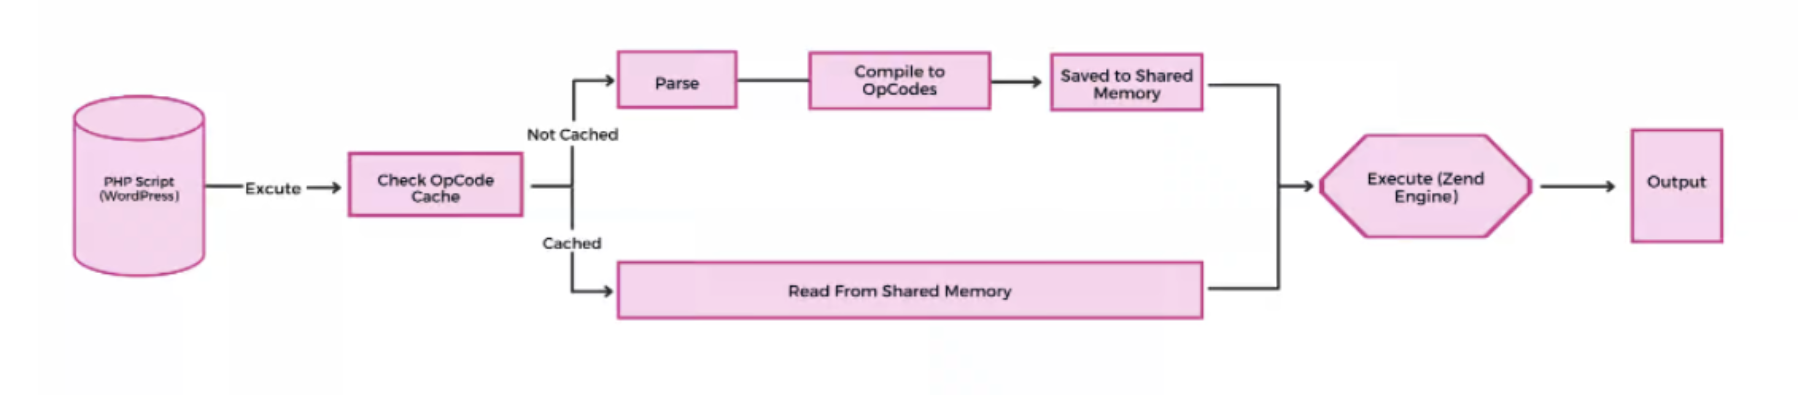 PHP Script
(WordPress)
Excute
Check OpCode
Cache
Not Cached
Cached
Parse
Compile to
OpCodes
Saved to Shared
Memory
Read From Shared Memory
Execute (Zend
Engine)
Output